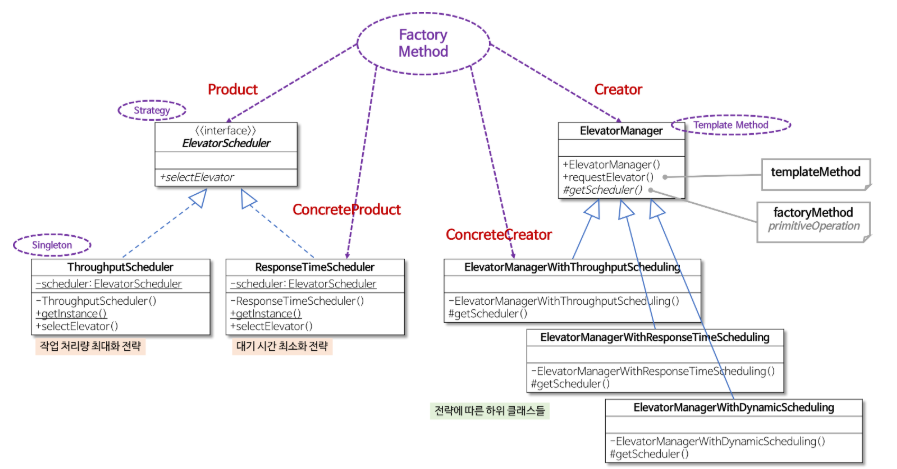 Factory
Method
Product
Creator
Strategy
<<interface>>
ElevatorScheduler
+selectElevator
ElevatorManager
Template Method
+ElevatorManager()
+requestElevator()
#getScheduler()
templateMethod
factoryMethod
primitiveOperation
ConcreteProduct
ConcreteCreator
Singleton
ThroughputScheduler
-scheduler: ElevatorScheduler
-ThroughputScheduler()
+getInstance()
+selectElevator()
작업 처리량 최대화 전략
ResponseTimeScheduler
-scheduler: ElevatorScheduler
-ResponseTimeScheduler()
+getInstance()
+selectElevator()
대기 시간 최소화 전략
ElevatorManagerWithThroughputScheduling
-ElevatorManagerWithThroughputScheduling()
#getScheduler()
ElevatorManagerWithResponseTimeScheduling
-ElevatorManagerWithResponseTimeScheduling()
#getScheduler()
전략에 따른 하위 클래스들
ElevatorManagerWithDynamicScheduling
-ElevatorManagerWithDynamicScheduling()
#getScheduler()